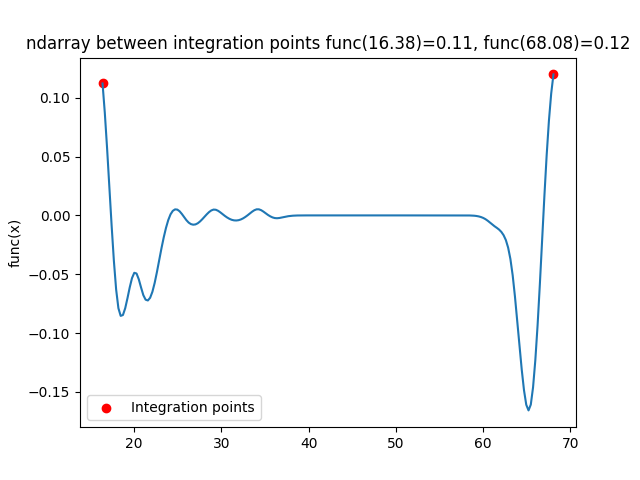 ndarray between integration points func(16.38)=0.11, func(68.08)=0.12
func(x)
0.10
0.05
0.00
−0.05
−0.10
−0.15
Integration points
20 30 40 50 60 70